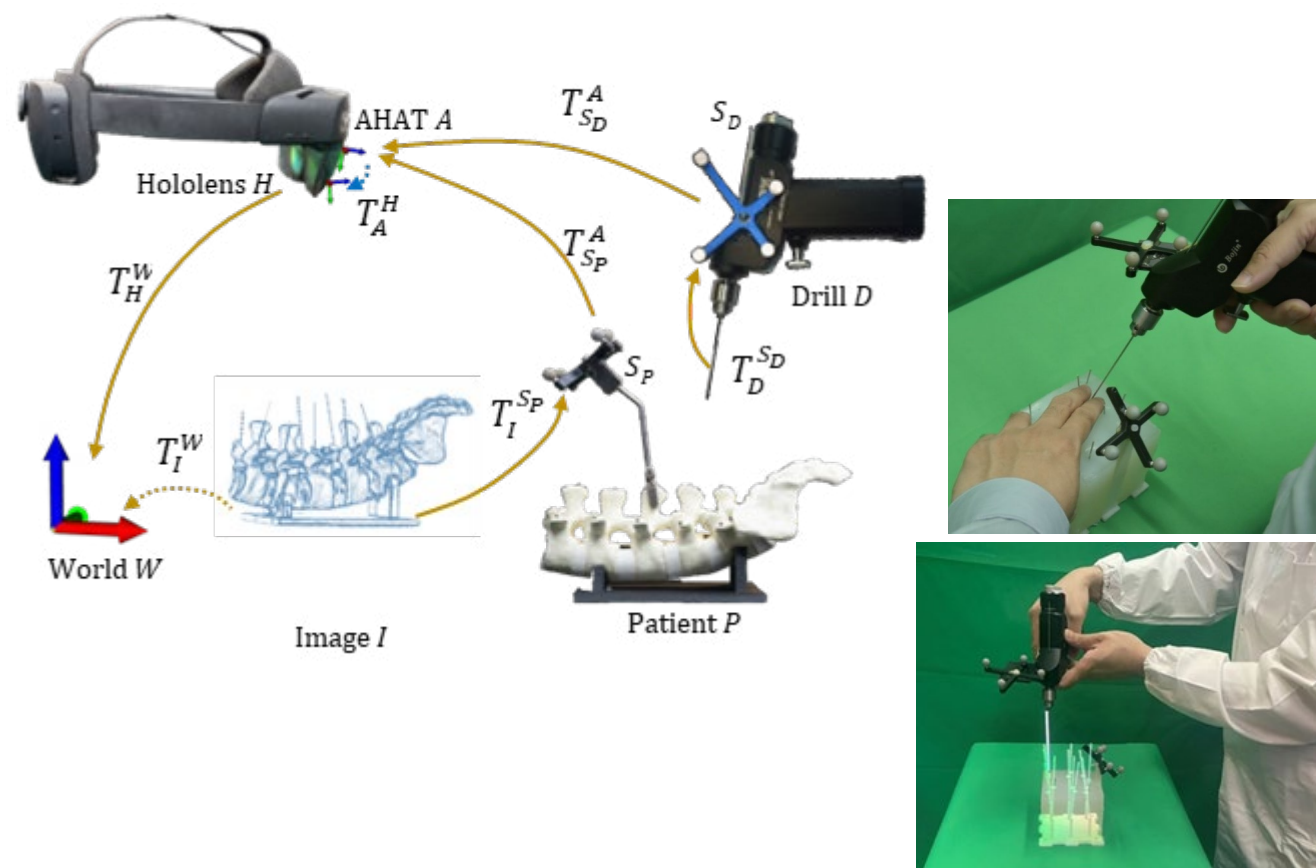 AHAT A
Hololens H
T_A^H
T_{S_D}^A
S_D
T_{S_P}^A
Drill D
T_H^W
T_D^{S_D}
S_P
T_I^{S_P}
T_I^W
World W
Image I
Patient P
Bojin